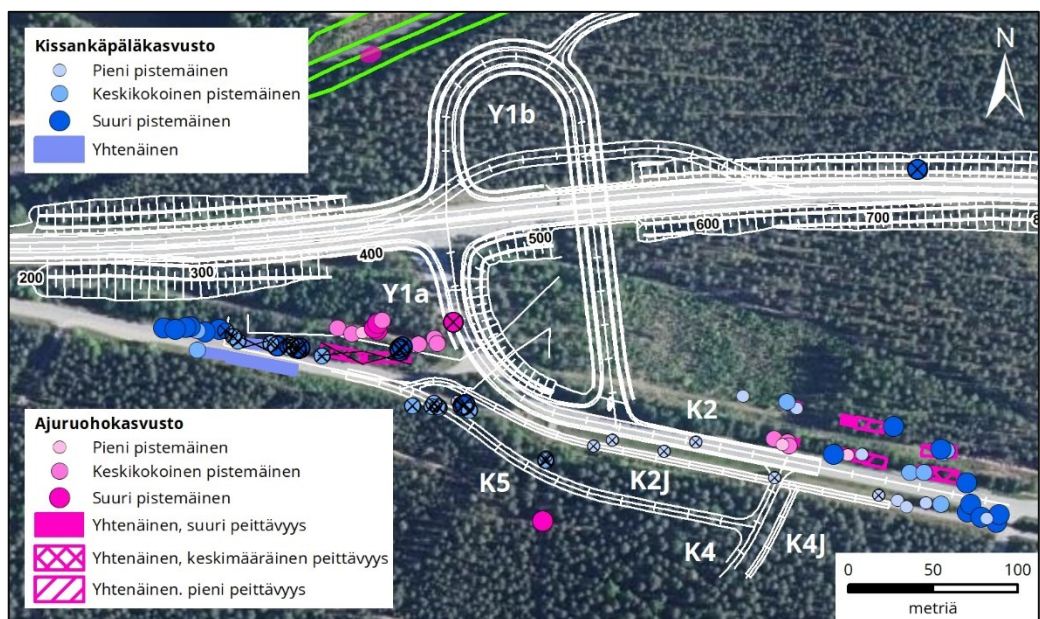 Kissankäpäläkasvusto
Pieni pistemäinen
Keskikokoinen pistemäinen
Suuri pistemäinen
Yhtenäinen
N
Y1b
200
300
400
500
600
700
8
Y1a
K2
K5
K2J
K4
K4J
Ajuruohokasvusto
Pieni pistemäinen
Keskikokoinen pistemäinen
Suuri pistemäinen
Yhtenäinen, suuri peittävyys
Yhtenäinen, keskimääräinen peittävyys
Yhtenäinen. pieni peittävyys
0 50 100
metriä